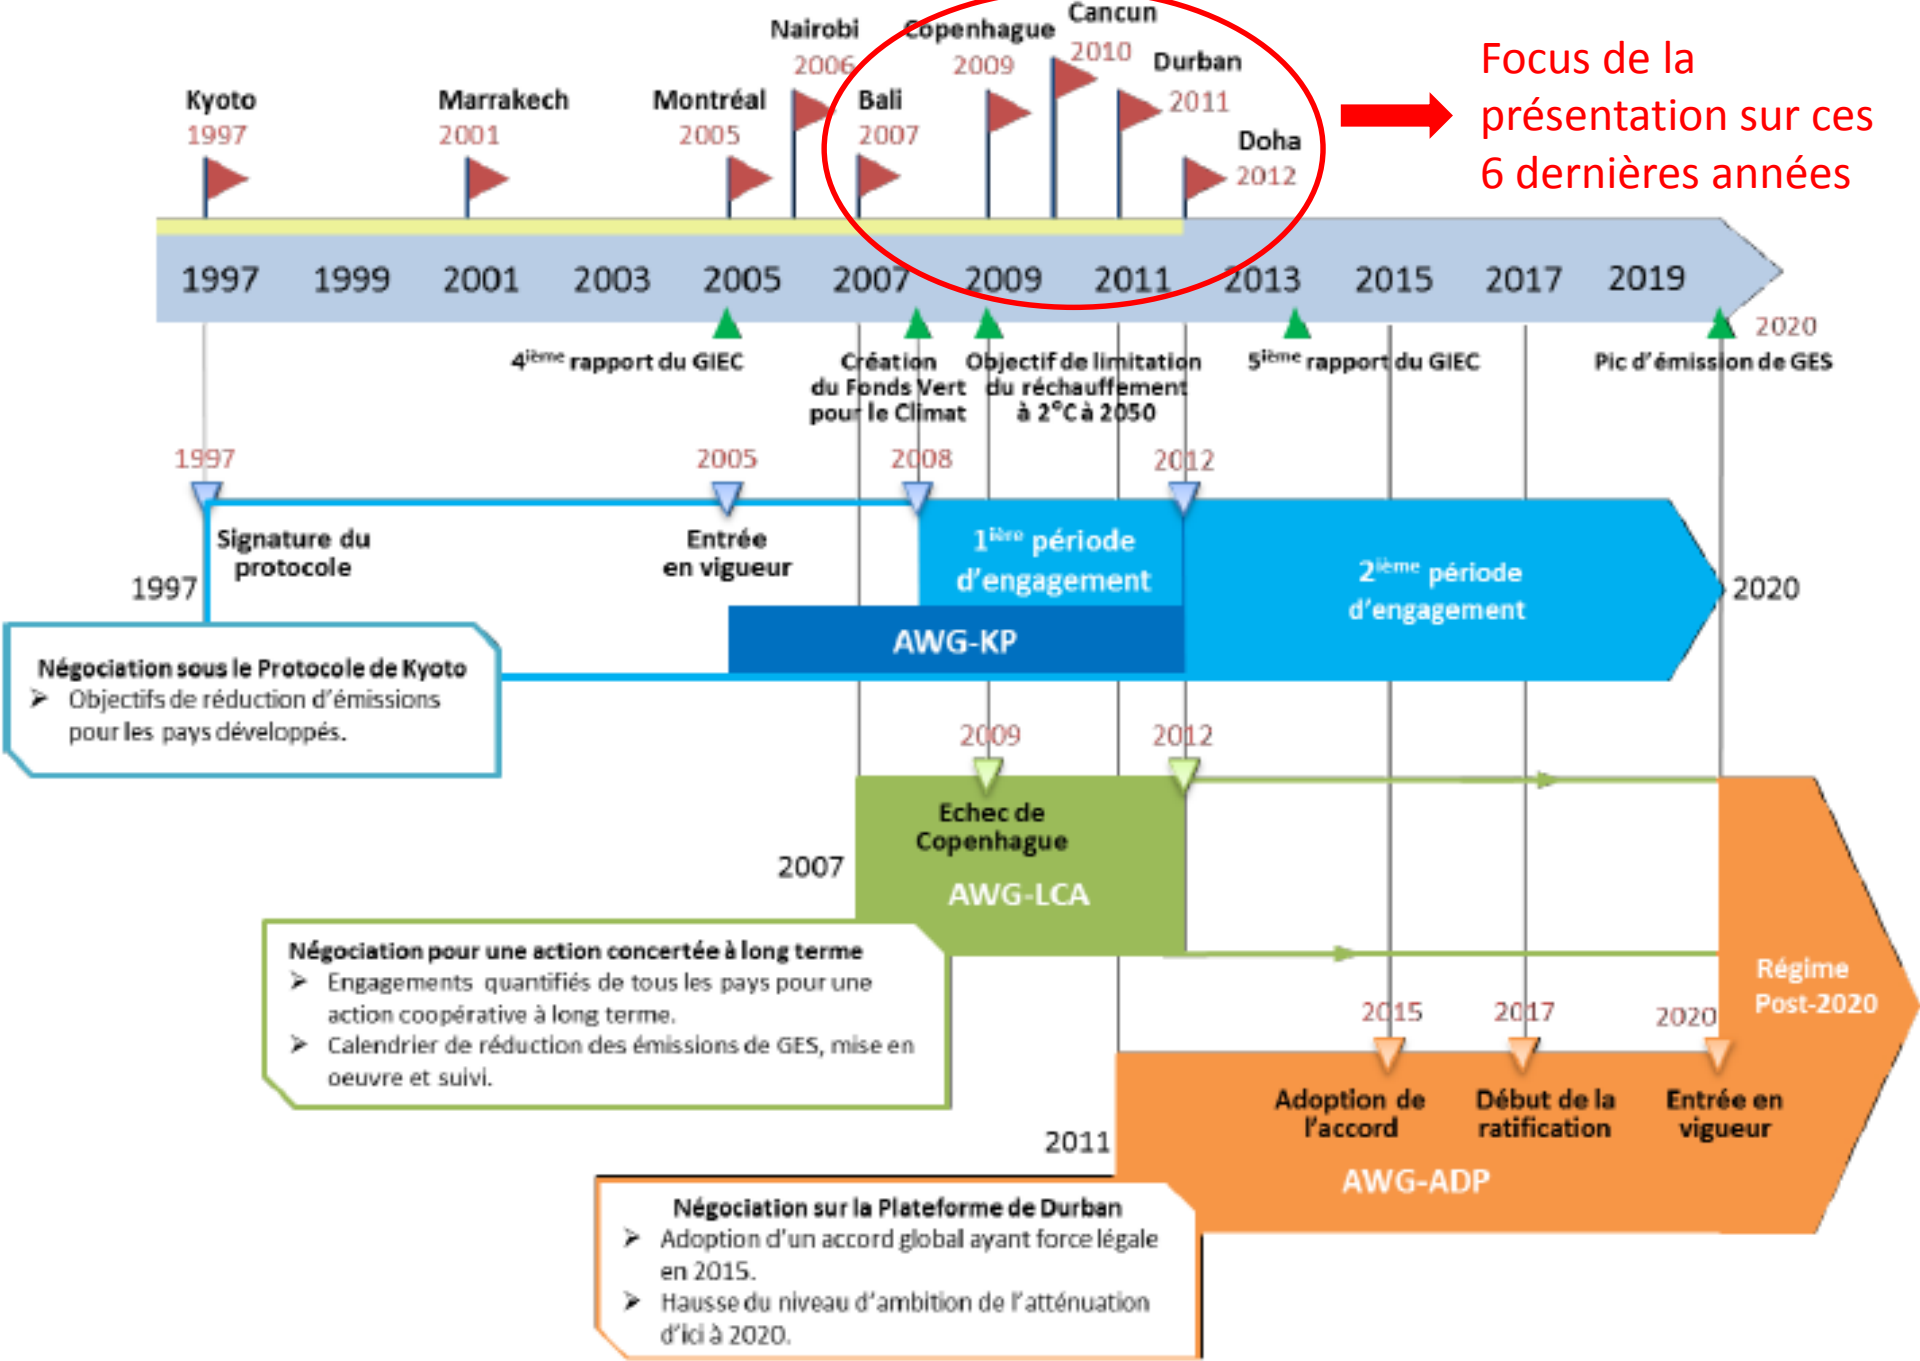 Cancun
2010
Nairobi
2006
Copenhague
2009
Durban
2011
Kyoto
1997
Marrakech
2001
Montréal
2005
Bali
2007
Doha
2012
Focus de la
présentation sur ces
6 dernières années
1997 1999 2001 2003 2005 2007 2009 2011 2013 2015 2017 2019
2020
4ième rapport du GIEC
Création
du Fonds Vert
pour le Climat
Objectif de limitation
du réchauffement
à 2°C à 2050
5ième rapport du GIEC
Pic d'émission de GES
1997
2005
2008
2012
Signature du
protocole
Entrée
en vigueur
1ière période
d'engagement
2ième période
d'engagement
1997
2020
AWG-KP
Négociation sous le Protocole de Kyoto
➢ Objectifs de réduction d'émissions
pour les pays développés.
2009
2012
Echec de
Copenhague
2007
AWG-LCA
Négociation pour une action concertée à long terme
➢ Engagements quantifiés de tous les pays pour une
action coopérative à long terme.
➢ Calendrier de réduction des émissions de GES, mise en
oeuvre et suivi.
Régime
Post-2020
2015
2017
2020
Adoption de
l'accord
Début de la
ratification
Entrée en
vigueur
2011
AWG-ADP
Négociation sur la Plateforme de Durban
➢ Adoption d'un accord global ayant force légale
en 2015.
➢ Hausse du niveau d'ambition de l'atténuation
d'ici à 2020.